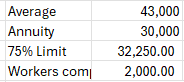 Average 43,000
Annuity 30,000
75% Limit 32,250.00
Workers comp 2,000.00